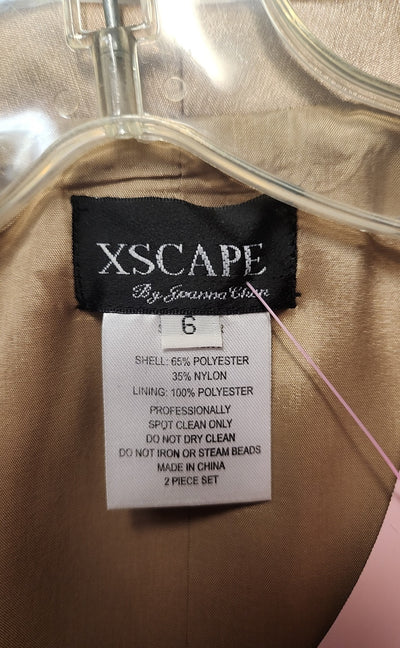 XSCAPE
By Joanna Chen
6
SHELL: 65% POLYESTER
35% NYLON
LINING: 100% POLYESTER
PROFESSIONALLY
SPOT CLEAN ONLY
DO NOT DRY CLEAN
DO NOT IRON OR STEAM BEADS
MADE IN CHINA
2 PIECE SET